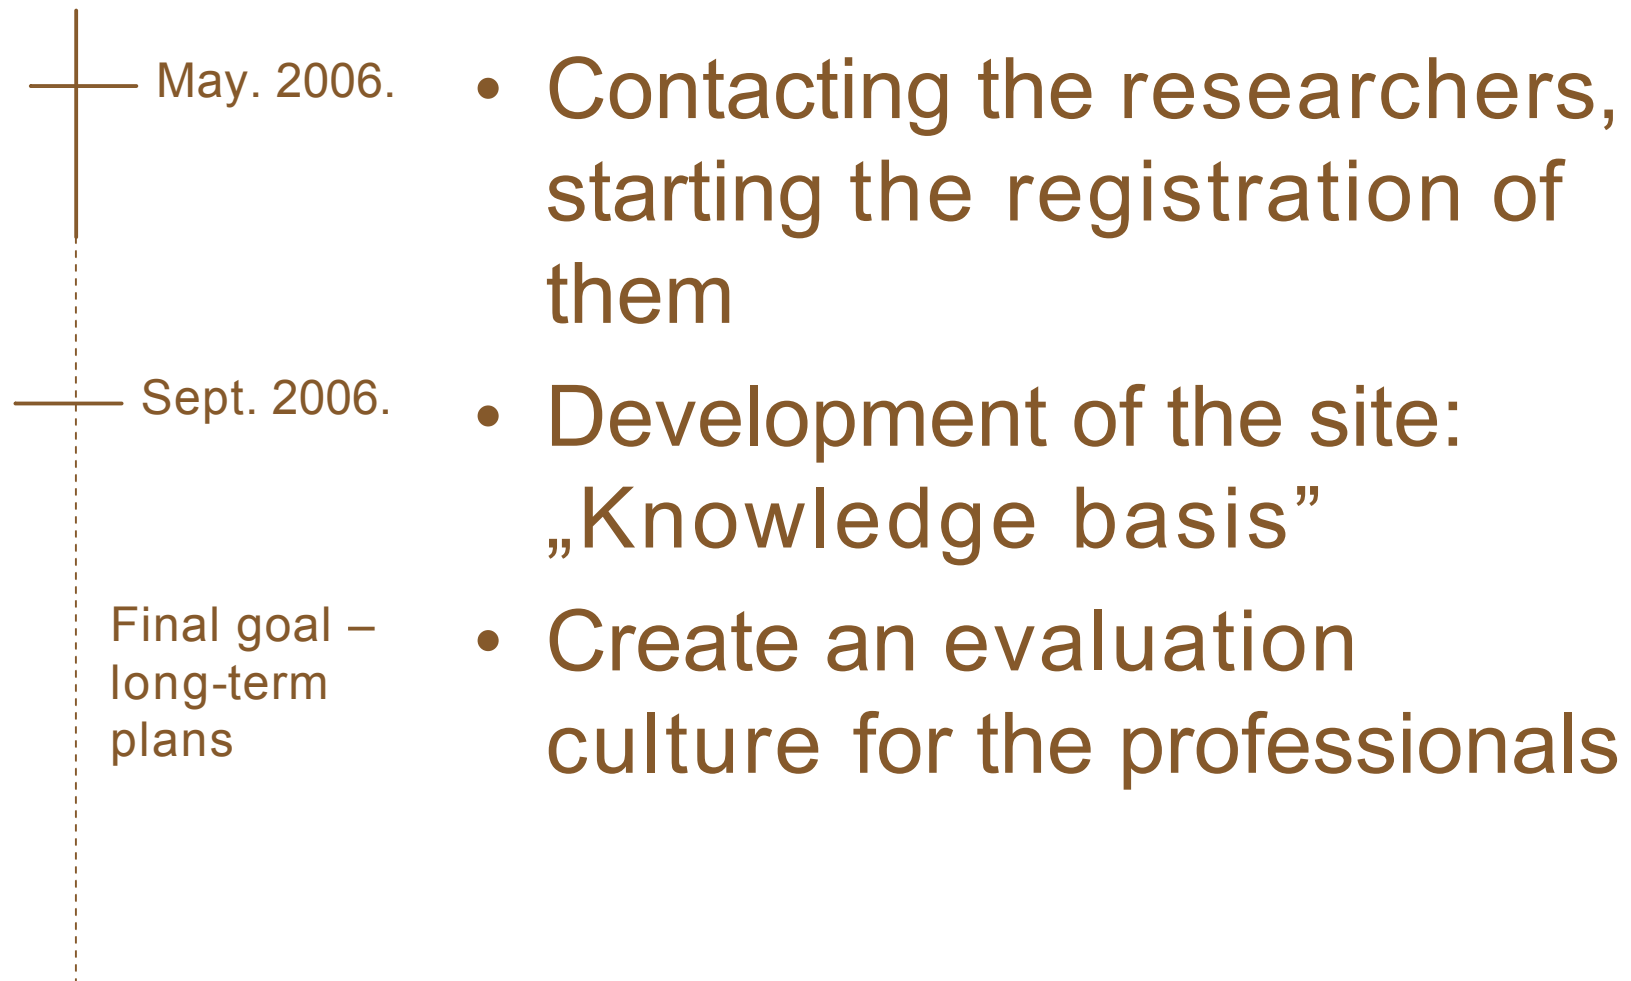 May. 2006.
• Contacting the researchers,
starting the registration of
them
Sept. 2006.
• Development of the site:
„Knowledge basis”
Final goal –
long-term
plans
• Create an evaluation
culture for the professionals